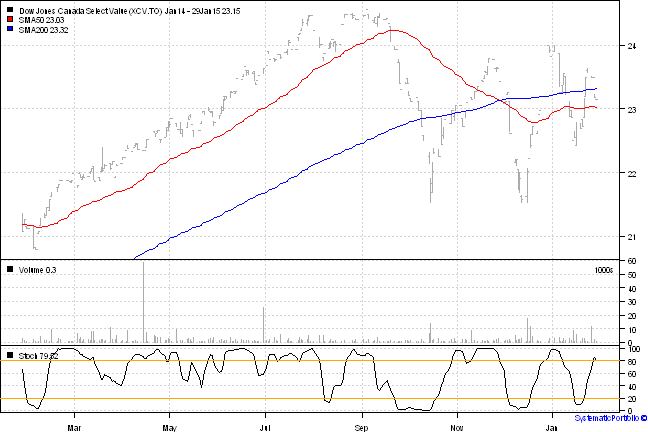 Dow Jones Canada Select Value (XCV.TO) Jan 14 - 29Jan 15 23.15
SMA50 23.03
SMA200 23.32
24
23
22
21
Volume 0.3
1000s
60
50
40
30
20
10
0
Stoch 79.52
100
80
60
40
20
0
Mar May Jul Sep Nov Jan
SystematicPortfolio ©